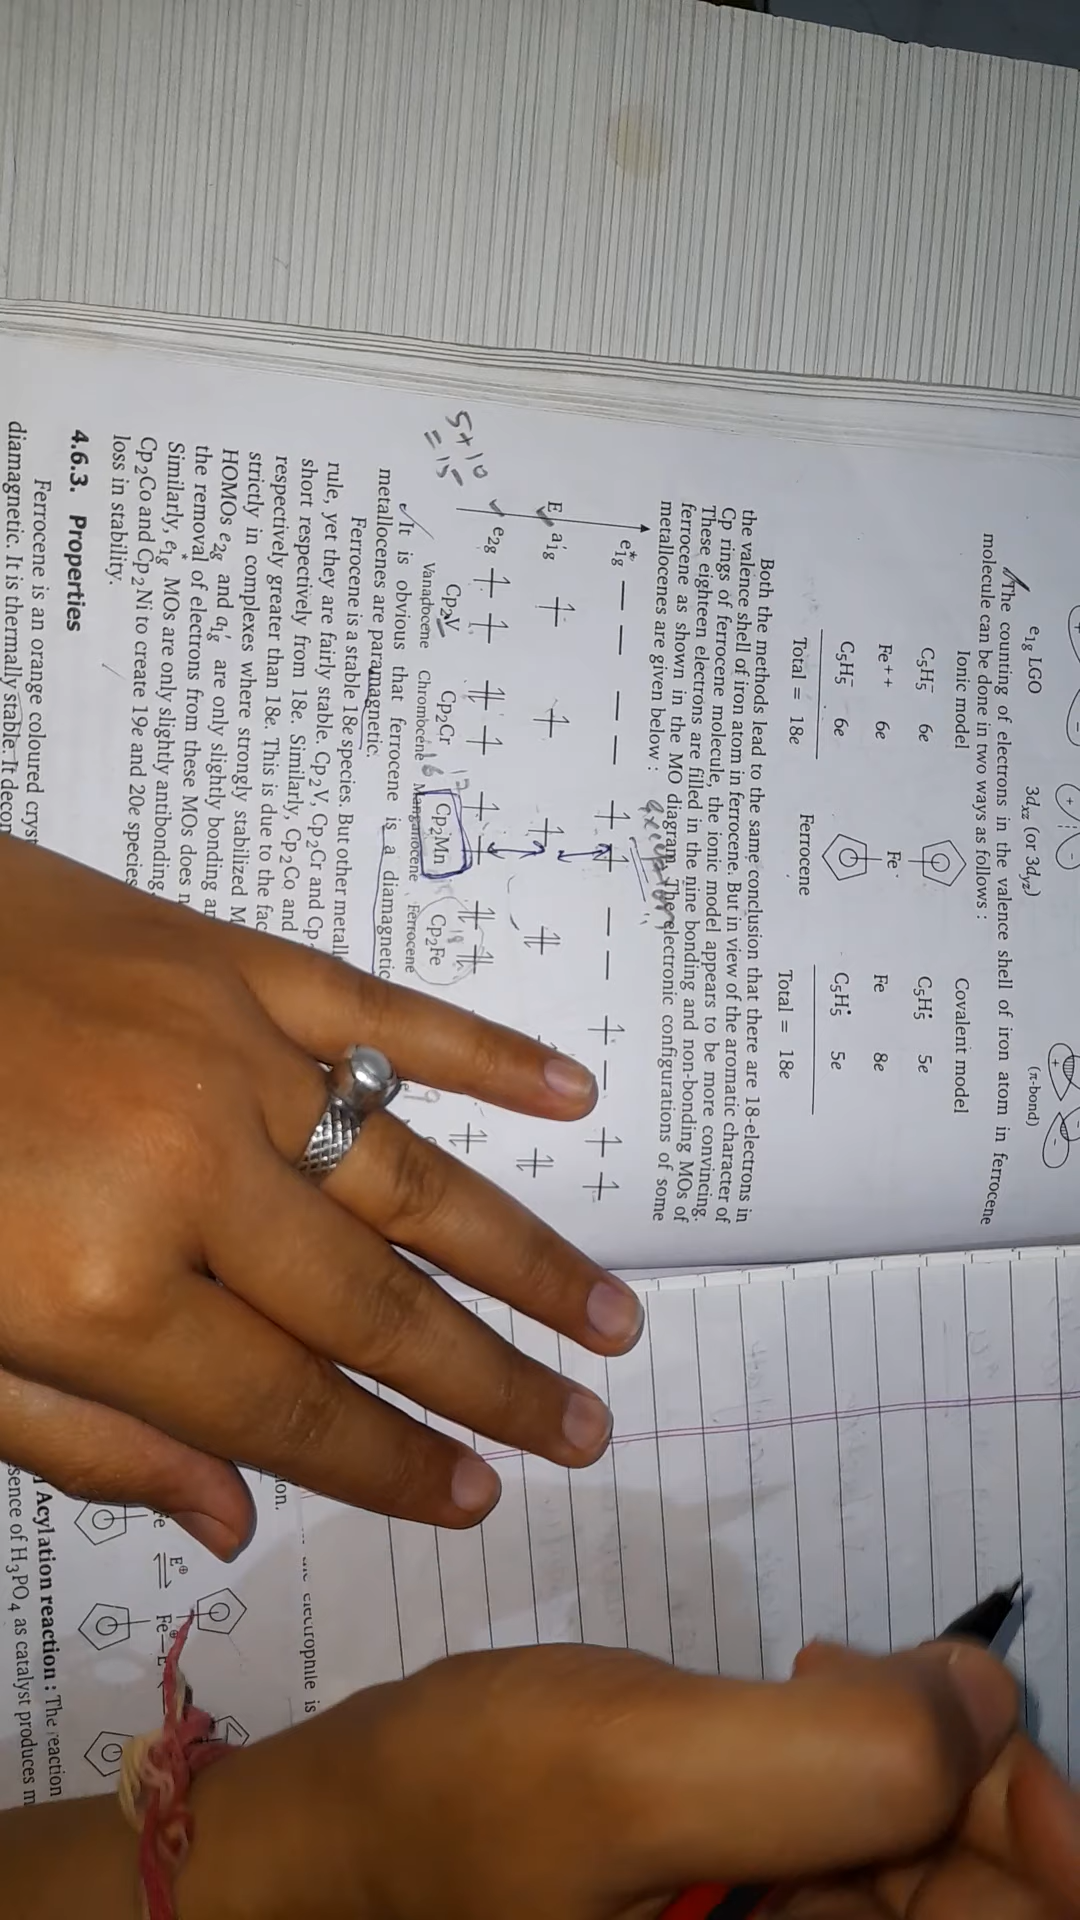 e1g LGO 3dxz (or 3dyz) (π-bond)
The counting of electrons in the valence shell of iron atom in ferrocene
molecule can be done in two ways as follows :
Ionic model Covalent model
C5H5⁻ 6e C5H5• 5e
Fe++ 6e Fe Fe 8e
C5H5⁻ 6e C5H5• 5e
Total = 18e Ferrocene Total = 18e
Both the methods lead to the same conclusion that there are 18-electrons in
the valence shell of iron atom in ferrocene. But in view of the aromatic character of
Cp rings of ferrocene molecule, the ionic model appears to be more convincing.
These eighteen electrons are filled in the nine bonding and non-bonding MOs of
ferrocene as shown in the MO diagram. The electronic configurations of some
metallocenes are given below :
e*1g
E a'1g
e2g
5+10
= 15
Cp2V Cp2Cr Cp2Mn Cp2Fe
Vanadocene Chromocene Manganocene Ferrocene
It is obvious that ferrocene is a diamagnetic
metallocenes are paramagnetic.
Ferrocene is a stable 18e species. But other metall
rule, yet they are fairly stable. Cp2V, Cp2Cr and Cp
short respectively from 18e. Similarly, Cp2Co and
respectively greater than 18e. This is due to the fac
strictly in complexes where strongly stabilized M
HOMOs e2g and a'1g are only slightly bonding an
the removal of electrons from these MOs does n
Similarly, e*1g MOs are only slightly antibonding
Cp2Co and Cp2Ni to create 19e and 20e species
loss in stability.
4.6.3. Properties
Ferrocene is an orange coloured cryst
diamagnetic. It is thermally stable. It decom
ion.
electrophile is
E⊕
Fe
Acylation reaction : The reaction
sence of H3PO4 as catalyst produces m